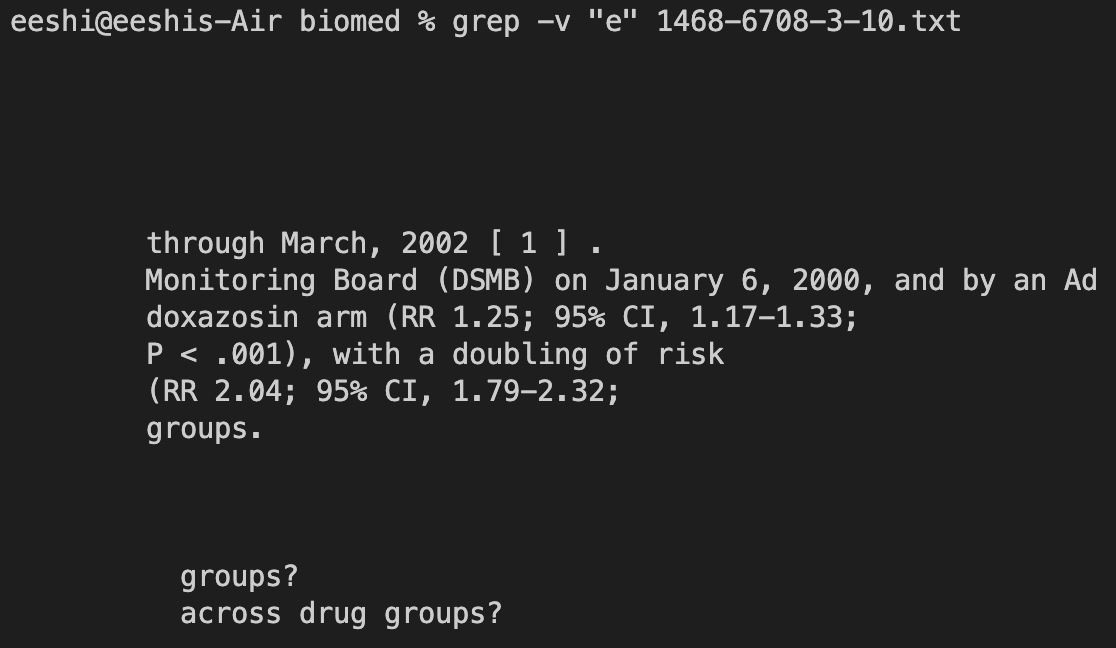 eeshi@eeshis-Air biomed % grep -v "e" 1468-6708-3-10.txt
through March, 2002 [ 1 ] .
Monitoring Board (DSMB) on January 6, 2000, and by an Ad
doxazosin arm (RR 1.25; 95% CI, 1.17-1.33;
P < .001), with a doubling of risk
(RR 2.04; 95% CI, 1.79-2.32;
groups.
groups?
across drug groups?